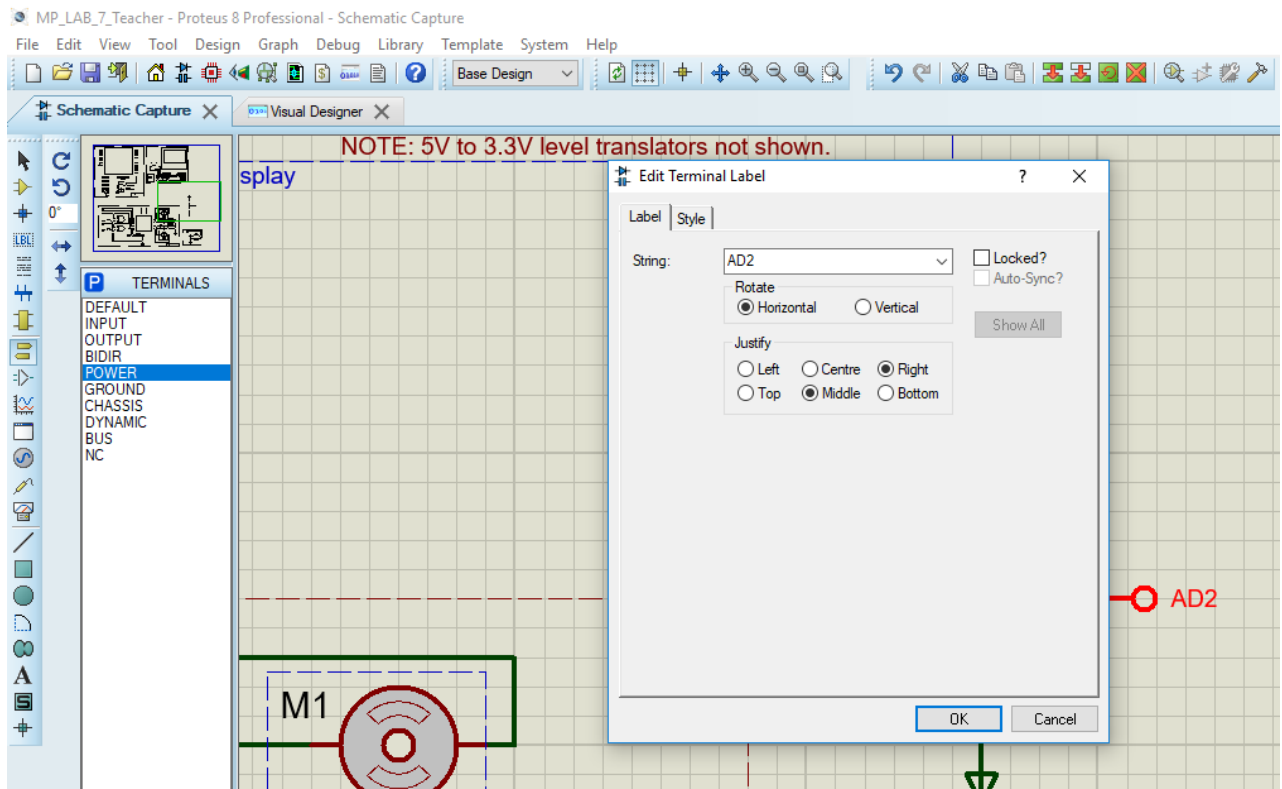 MP_LAB_7_Teacher - Proteus 8 Professional - Schematic Capture
File Edit View Tool Design Graph Debug Library Template System Help
Base Design
Schematic Capture
Visual Designer
NOTE: 5V to 3.3V level translators not shown.
splay
0°
LBL
P TERMINALS
DEFAULT
INPUT
OUTPUT
BIDIR
POWER
GROUND
CHASSIS
DYNAMIC
BUS
NC
A
S
Edit Terminal Label
?
Label Style
String: AD2
Locked?
Auto-Sync?
Rotate
Horizontal Vertical
Show All
Justify
Left Centre Right
Top Middle Bottom
OK Cancel
AD2
M1